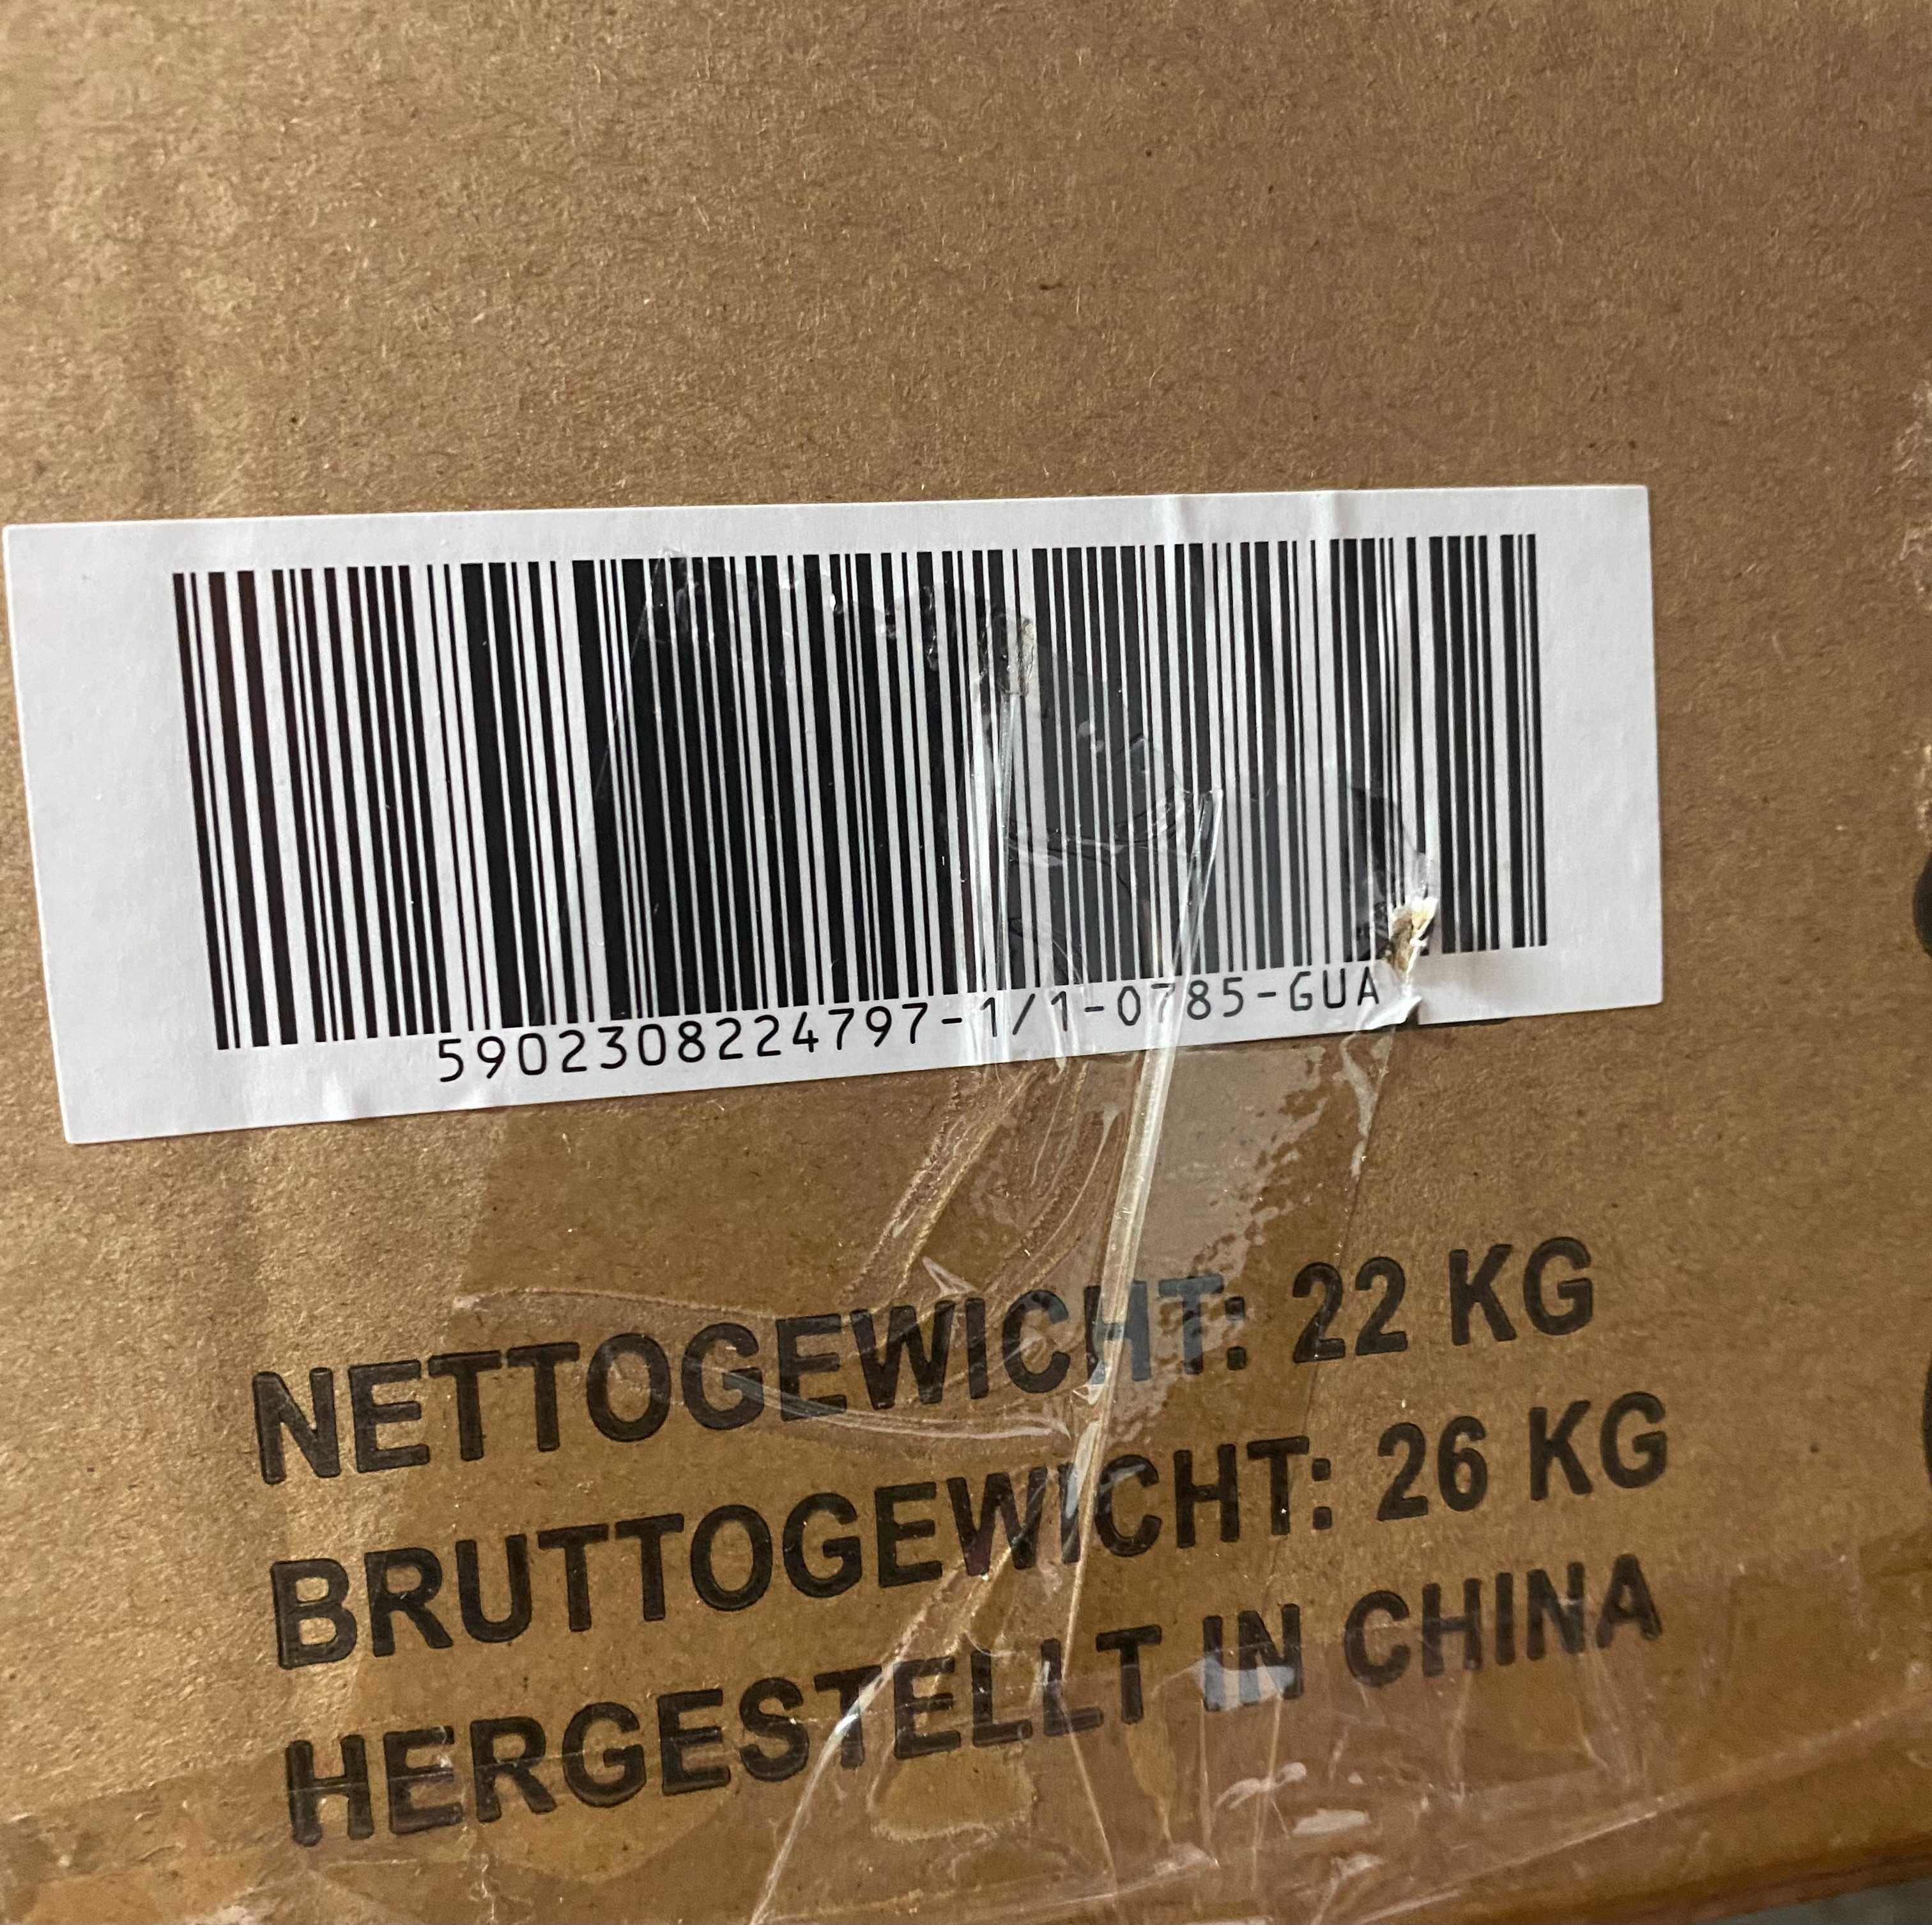 5902308224797-1/1-0785-GUA
NETTOGEWICHT: 22 KG
BRUTTOGEWICHT: 26 KG
HERGESTELLT IN CHINA